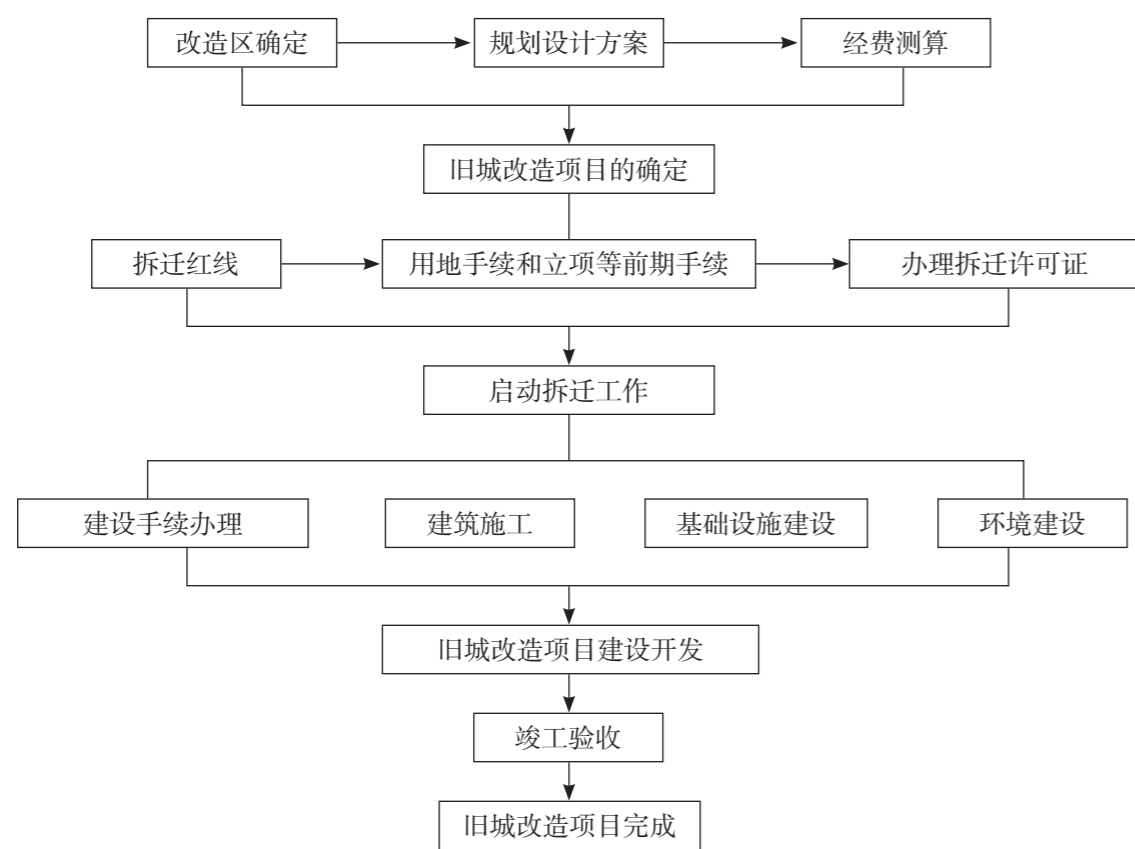 改造区确定
规划设计方案
经费测算
旧城改造项目的确定
拆迁红线
用地手续和立项等前期手续
办理拆迁许可证
启动拆迁工作
建设手续办理
建筑施工
基础设施建设
环境建设
旧城改造项目建设开发
竣工验收
旧城改造项目完成